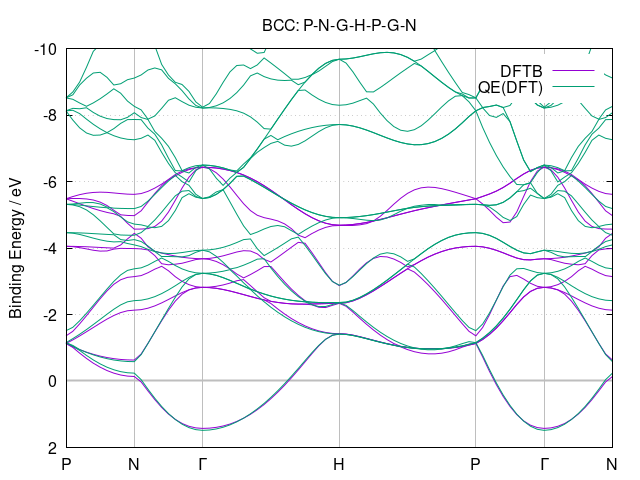 BCC: P-N-G-H-P-G-N
-10
DFTB
QE(DFT)
-8
-6
-4
-2
0
2
Binding Energy / eV
P N Γ H P Γ N